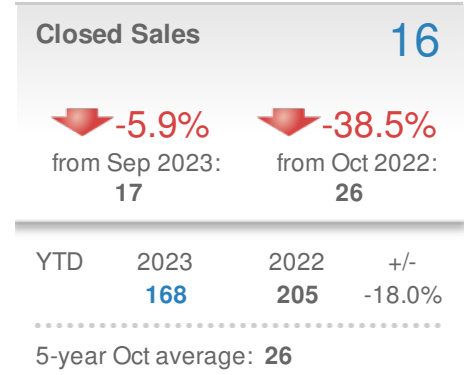 Closed Sales 16
-5.9% -38.5%
from Sep 2023: from Oct 2022:
17 26
YTD 2023 2022 +/-
168 205 -18.0%
5-year Oct average: 26